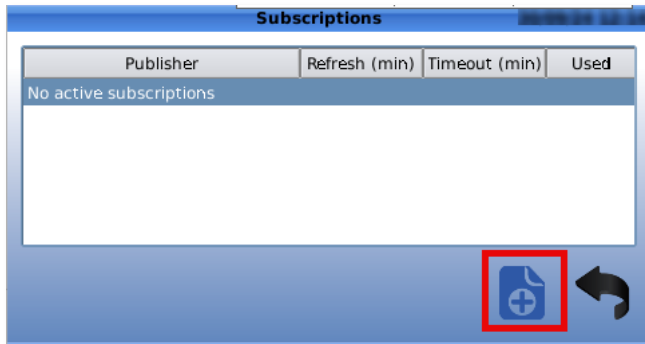 Subscriptions
Publisher Refresh (min) Timeout (min) Used
No active subscriptions